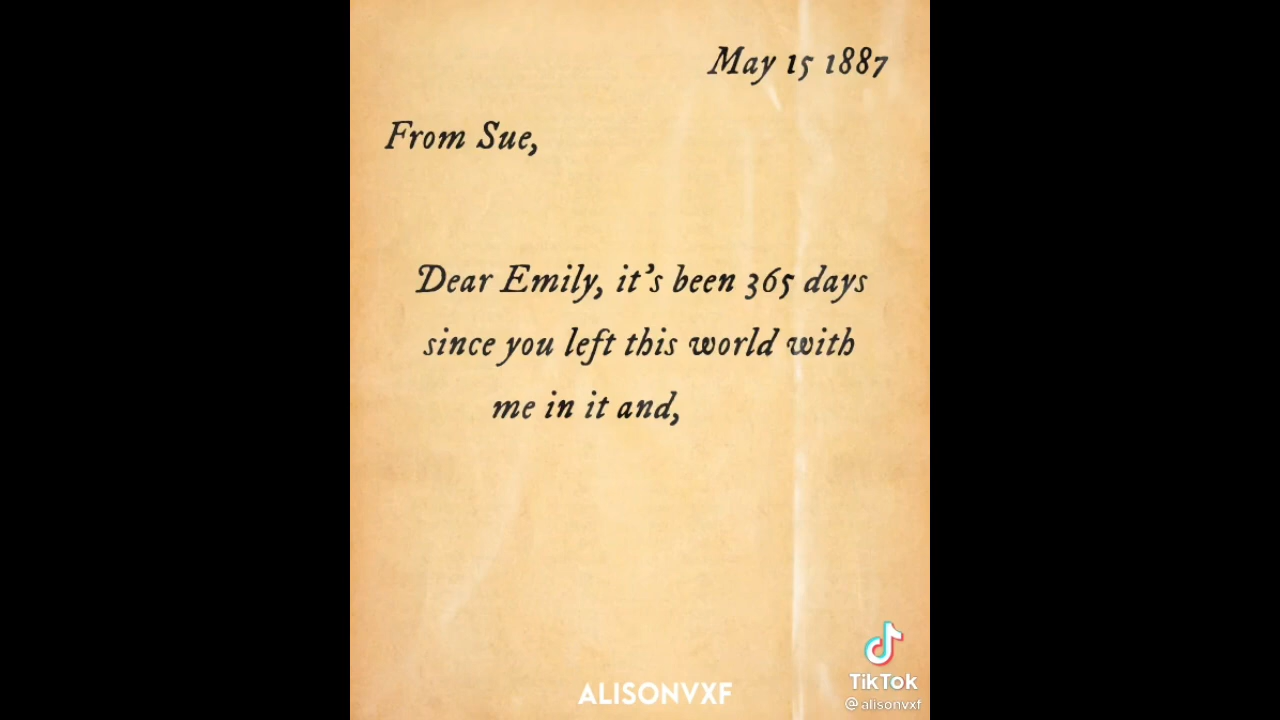 May 15 1887
From Sue,
Dear Emily, it's been 365 days
since you left this world with
me in it and,
ALISONVXF
TikTok
@alisonvxf